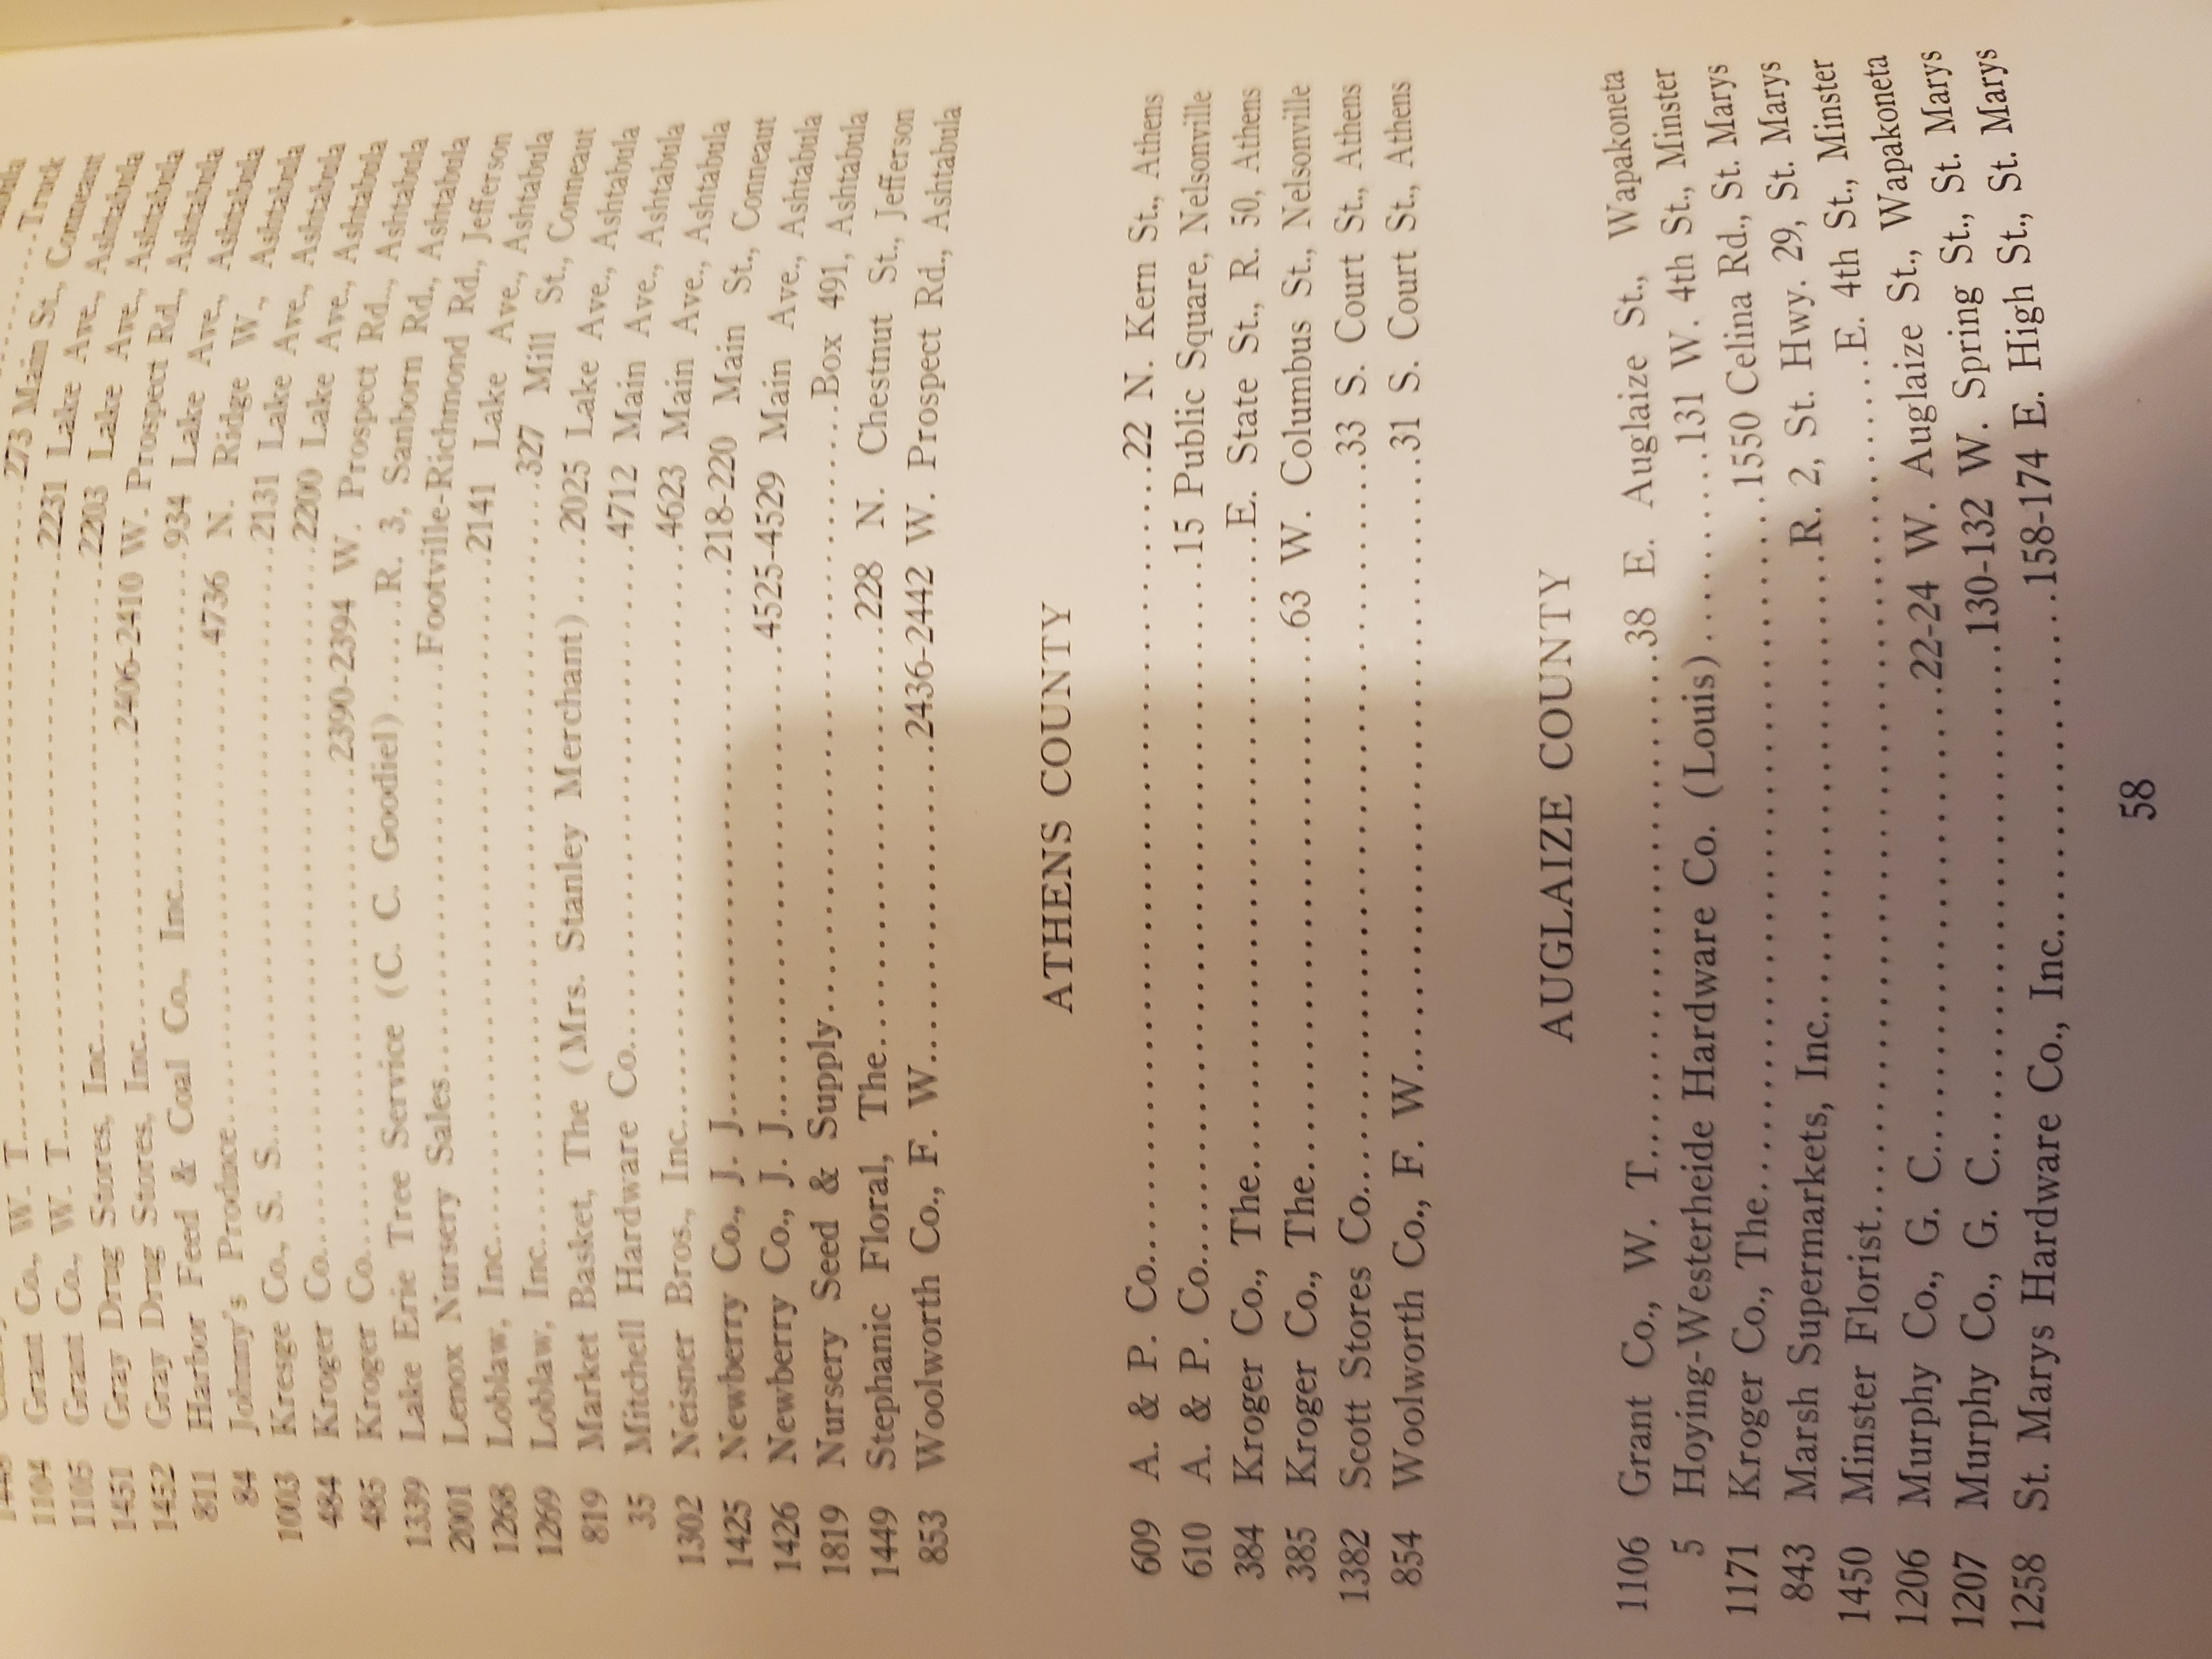 Truck
1104 Grant Co., W. T. 273 Main St., Conneaut
1105 Grant Co., W. T. 2231 Lake Ave., Ashtabula
1451 Gray Drug Stores, Inc. 2203 Lake Ave., Ashtabula
1452 Gray Drug Stores, Inc. 2406-2410 W. Prospect Rd., Ashtabula
811 Harbor Feed & Coal Co., Inc. 934 Lake Ave., Ashtabula
84 Johnny's Produce 4736 N. Ridge W., Ashtabula
1003 Kresge Co., S. S. 2131 Lake Ave., Ashtabula
484 Kroger Co. 2200 Lake Ave., Ashtabula
485 Kroger Co. 2390-2394 W. Prospect Rd., Ashtabula
1339 Lake Erie Tree Service (C. C. Goodiel) R. 3, Sanborn Rd., Ashtabula
2001 Lenox Nursery Sales Footville-Richmond Rd., Jefferson
1268 Loblaw, Inc. 2141 Lake Ave., Ashtabula
1269 Loblaw, Inc. 327 Mill St., Conneaut
819 Market Basket, The (Mrs. Stanley Merchant) 2025 Lake Ave., Ashtabula
35 Mitchell Hardware Co. 4712 Main Ave., Ashtabula
1302 Neisner Bros., Inc. 4623 Main Ave., Ashtabula
1425 Newberry Co., J. J. 218-220 Main St., Conneaut
1426 Newberry Co., J. J. 4525-4529 Main Ave., Ashtabula
1819 Nursery Seed & Supply Box 491, Ashtabula
1449 Stephanic Floral, The 228 N. Chestnut St., Jefferson
853 Woolworth Co., F. W. 2436-2442 W. Prospect Rd., Ashtabula
ATHENS COUNTY
609 A. & P. Co. 22 N. Kern St., Athens
610 A. & P. Co. 15 Public Square, Nelsonville
384 Kroger Co., The E. State St., R. 50, Athens
385 Kroger Co., The 63 W. Columbus St., Nelsonville
1382 Scott Stores Co. 33 S. Court St., Athens
854 Woolworth Co., F. W. 31 S. Court St., Athens
AUGLAIZE COUNTY
1106 Grant Co., W. T. 38 E. Auglaize St., Wapakoneta
5 Hoying-Westerheide Hardware Co. (Louis) 131 W. 4th St., Minster
1171 Kroger Co., The 1550 Celina Rd., St. Marys
843 Marsh Supermarkets, Inc. R. 2, St. Hwy. 29, St. Marys
1450 Minster Florist E. 4th St., Minster
1206 Murphy Co., G. C. 22-24 W. Auglaize St., Wapakoneta
1207 Murphy Co., G. C. 130-132 W. Spring St., St. Marys
1258 St. Marys Hardware Co., Inc. 158-174 E. High St., St. Marys
58